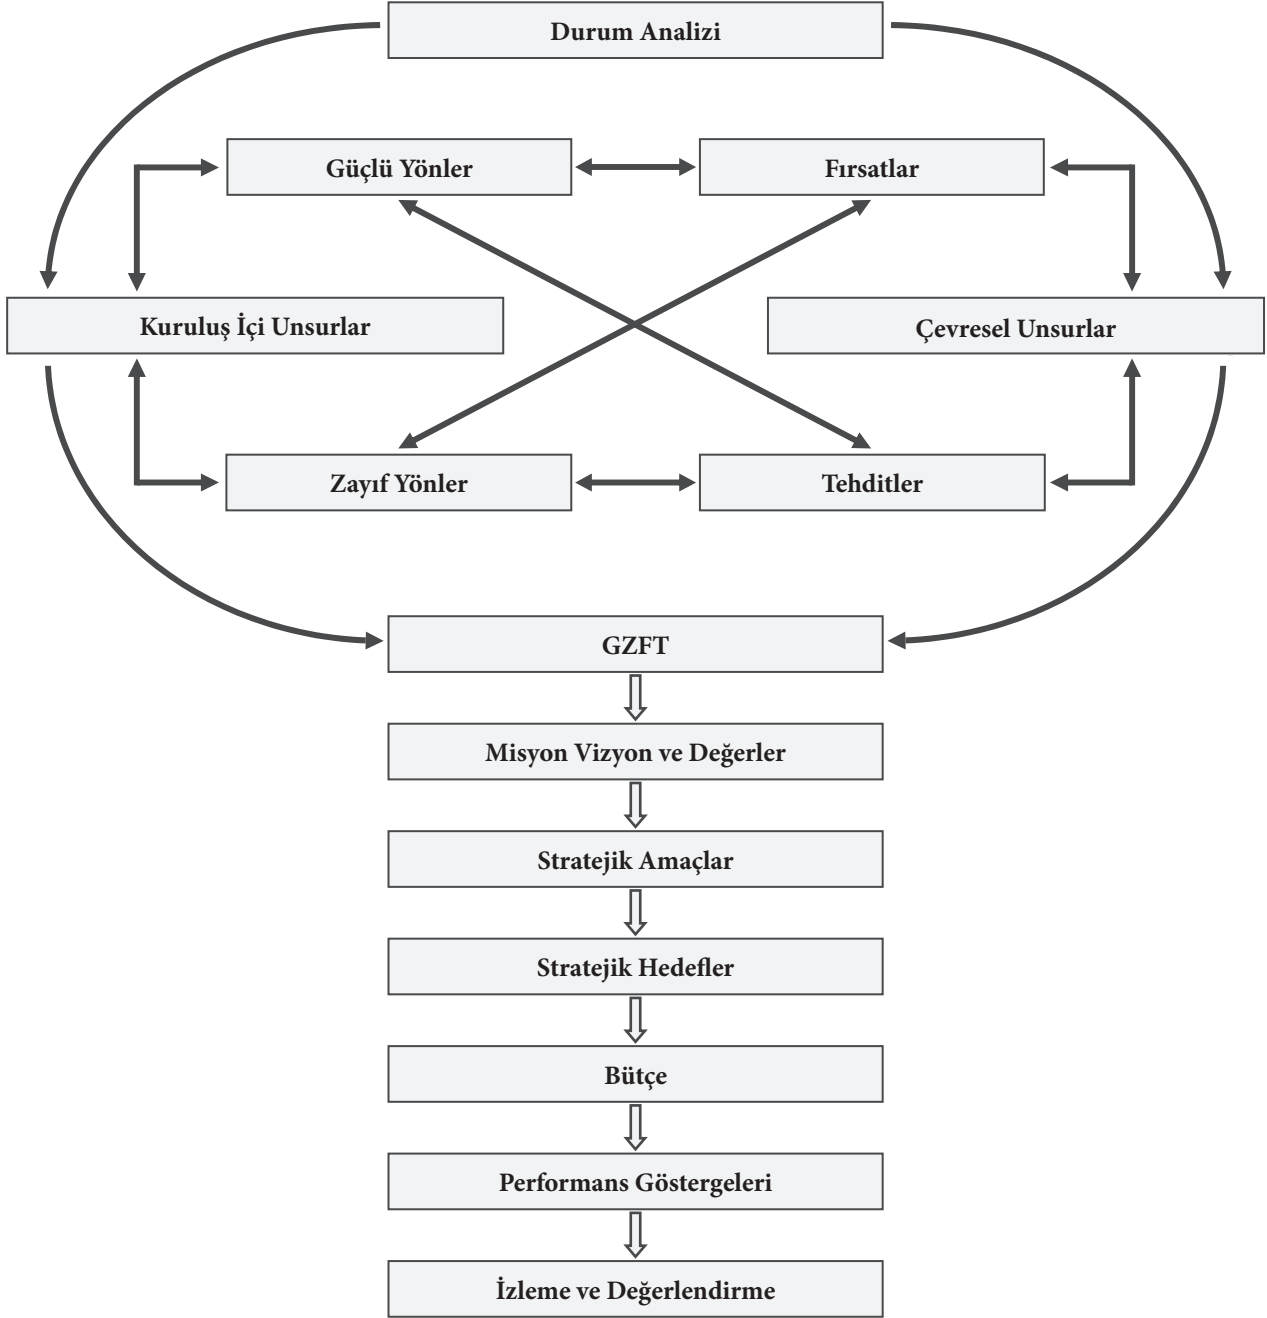 Durum Analizi
Güçlü Yönler
Fırsatlar
Kuruluş İçi Unsurlar
Çevresel Unsurlar
Zayıf Yönler
Tehditler
GZFT
Misyon Vizyon ve Değerler
Stratejik Amaçlar
Stratejik Hedefler
Bütçe
Performans Göstergeleri
İzleme ve Değerlendirme